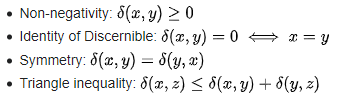 • Non-negativity: δ(x, y) ≥ 0
• Identity of Discernible: δ(x, y) = 0 ⟺ x = y
• Symmetry: δ(x, y) = δ(y, x)
• Triangle inequality: δ(x, z) ≤ δ(x, y) + δ(y, z)